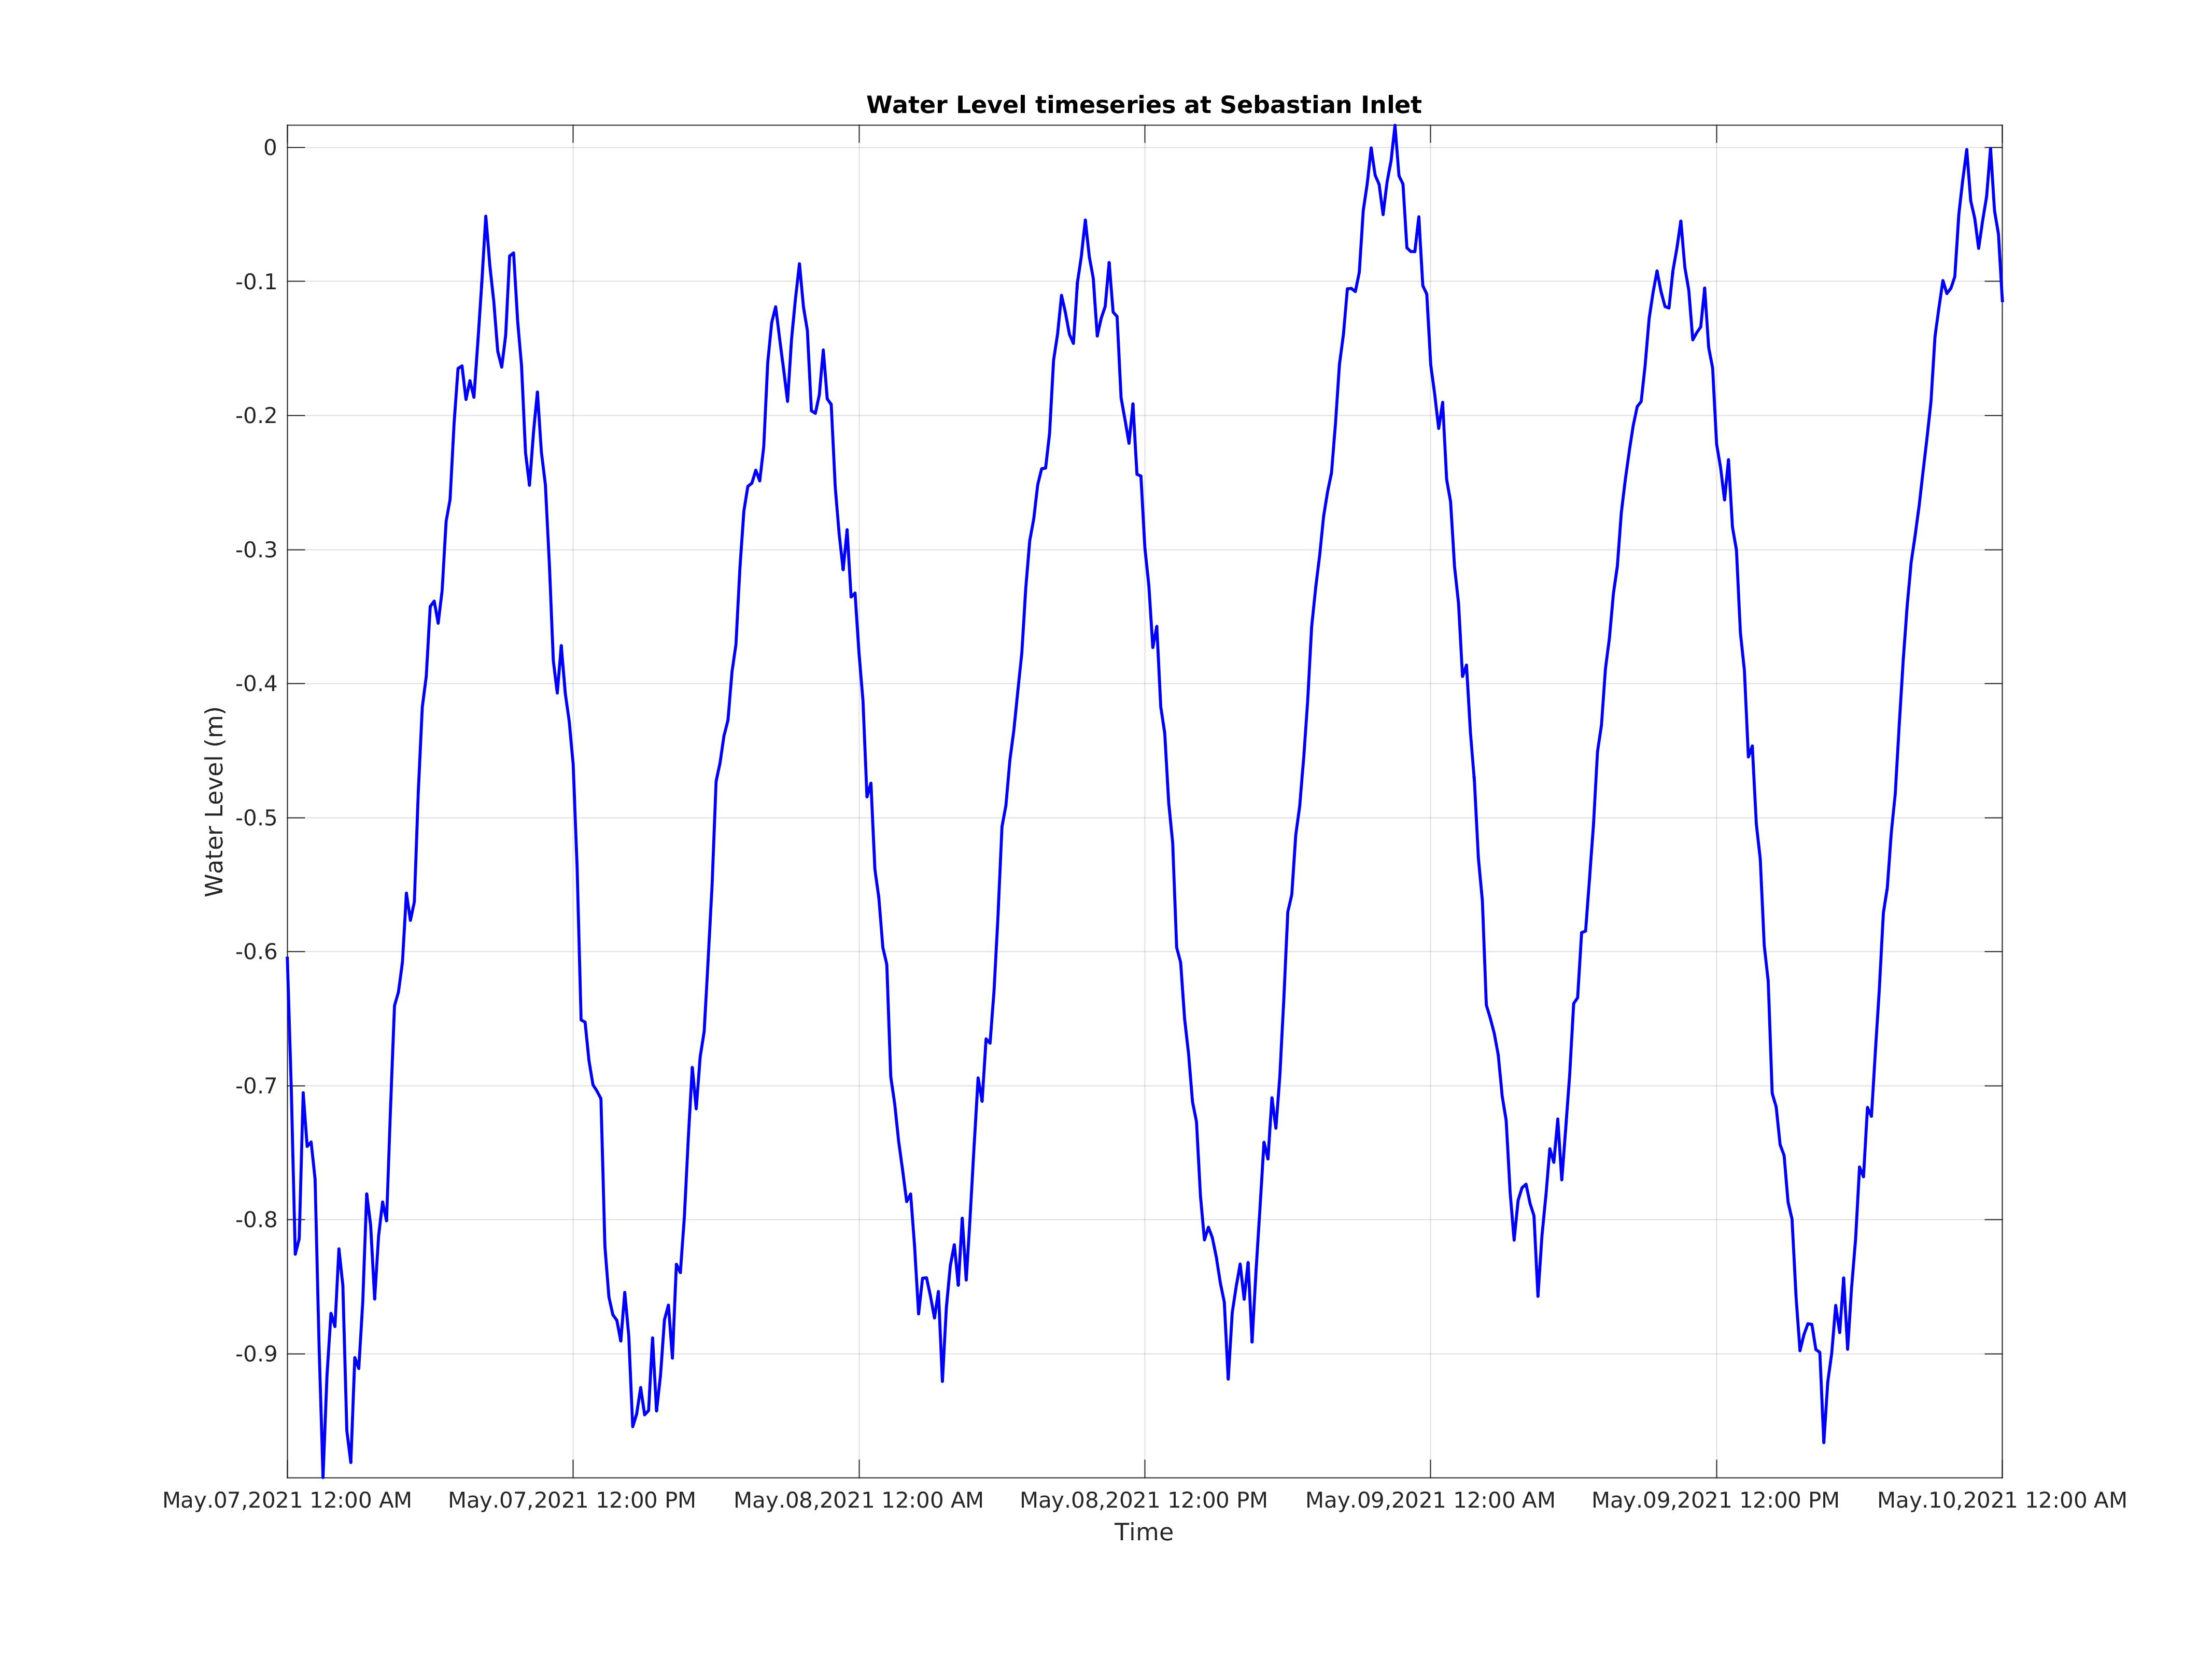 Water Level timeseries at Sebastian Inlet
0
-0.1
-0.2
-0.3
-0.4
-0.5
-0.6
-0.7
-0.8
-0.9
Water Level (m)
May.07,2021 12:00 AM May.07,2021 12:00 PM May.08,2021 12:00 AM May.08,2021 12:00 PM May.09,2021 12:00 AM May.09,2021 12:00 PM May.10,2021 12:00 AM
Time